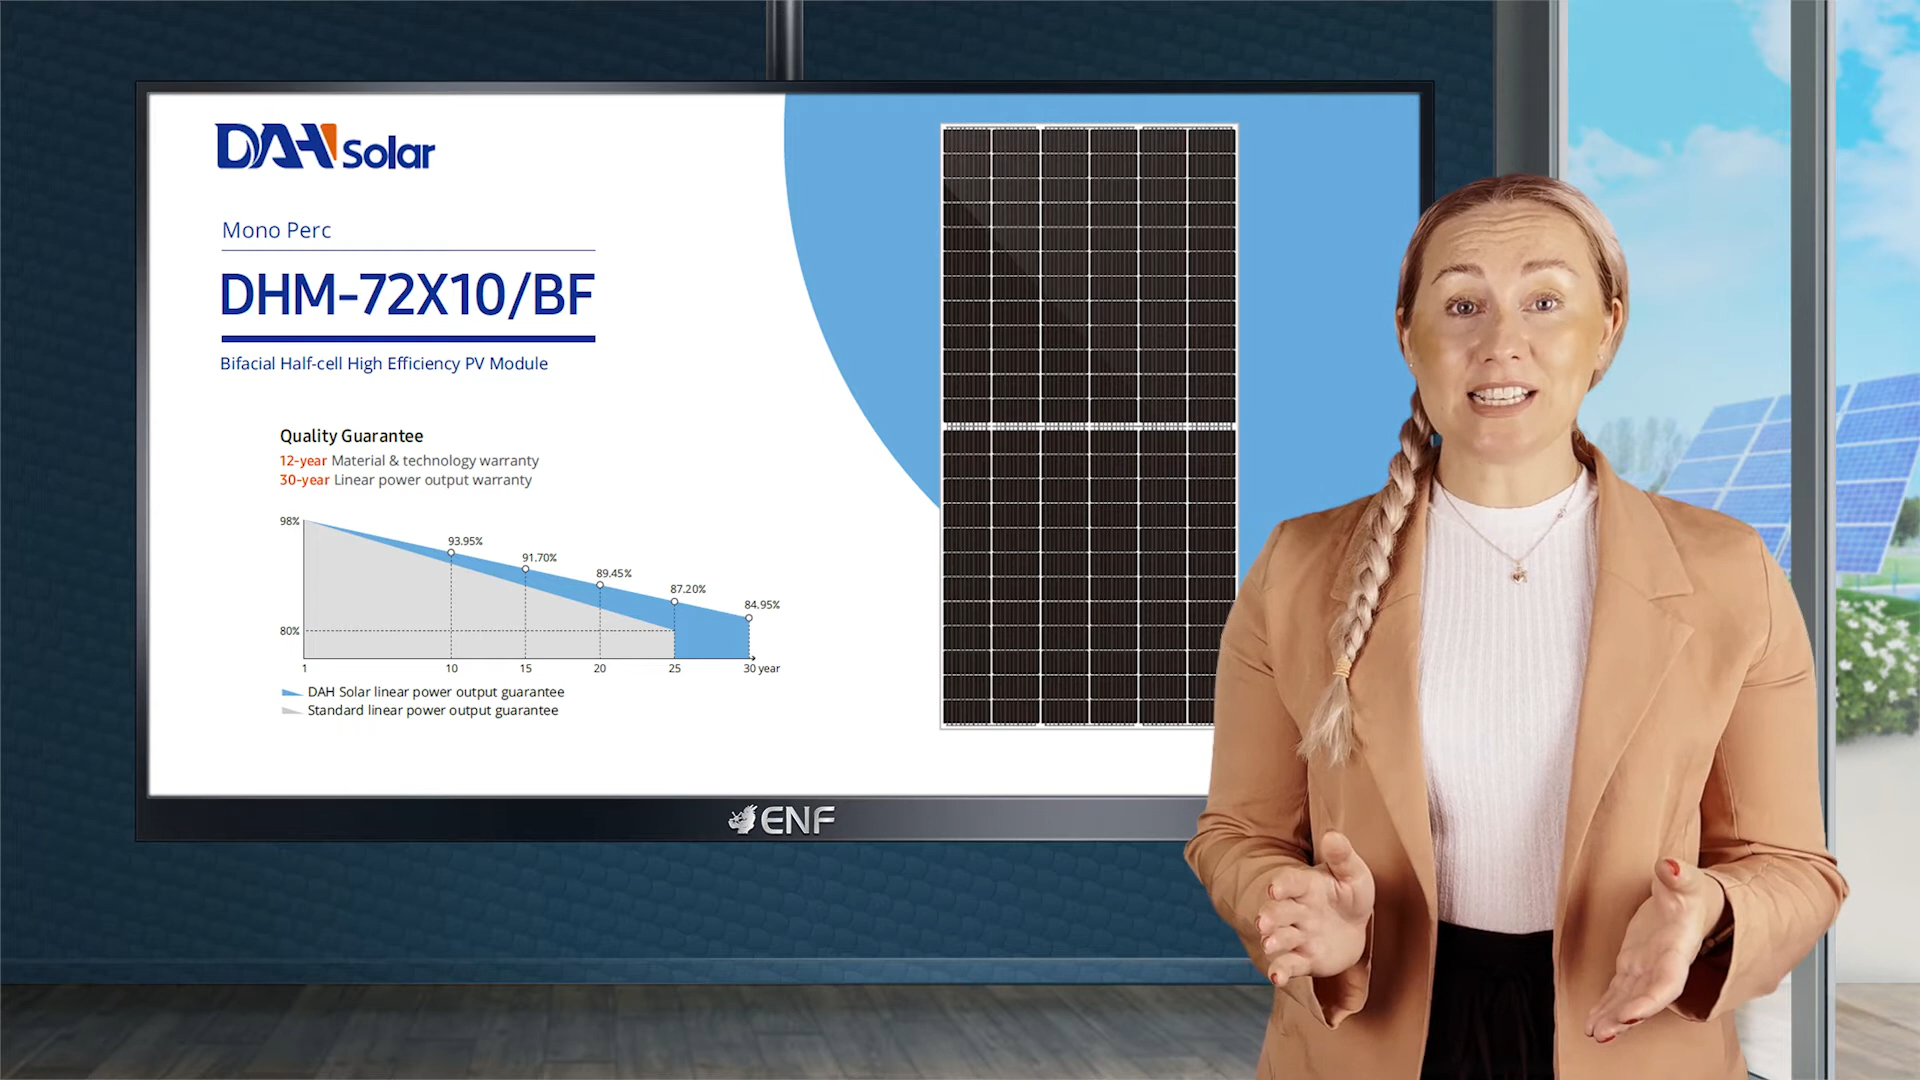 DAH Solar
Mono Perc
DHM-72X10/BF
Bifacial Half-cell High Efficiency PV Module
Quality Guarantee
12-year Material & technology warranty
30-year Linear power output warranty
98%
93.95%
91.70%
89.45%
87.20%
84.95%
80%
1 10 15 20 25 30 year
DAH Solar linear power output guarantee
Standard linear power output guarantee
ENF